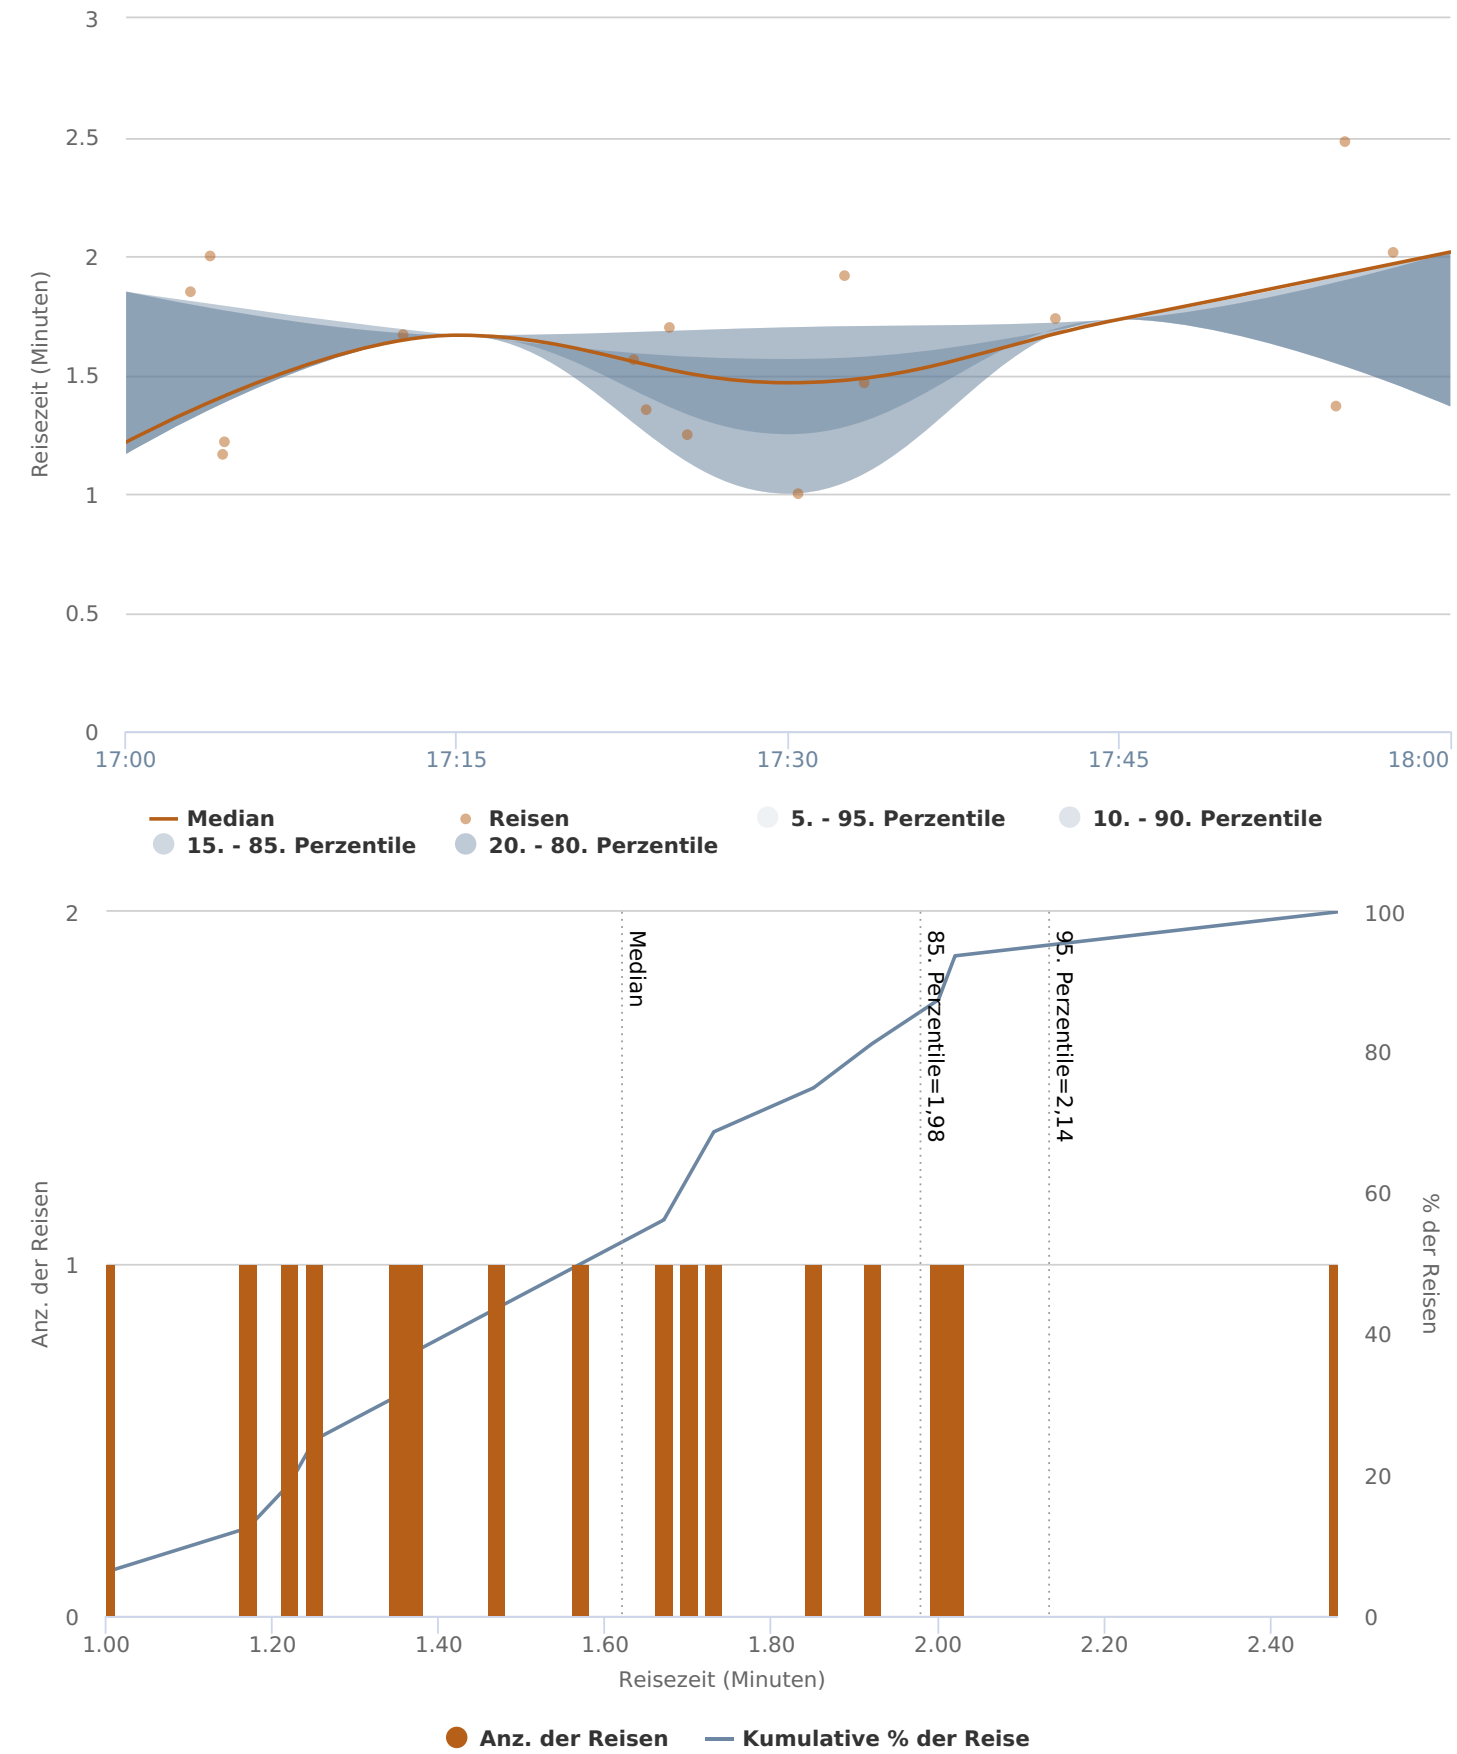 3
2.5
2
1.5
1
0.5
0
Reisezeit (Minuten)
17:00 17:15 17:30 17:45 18:00
Median Reisen 5. - 95. Perzentile 10. - 90. Perzentile
15. - 85. Perzentile 20. - 80. Perzentile
2
1
0
Anz. der Reisen
Median
85. Perzentile=1,98
95. Perzentile=2,14
100
80
60
40
20
0
% der Reisen
1.00 1.20 1.40 1.60 1.80 2.00 2.20 2.40
Reisezeit (Minuten)
Anz. der Reisen Kumulative % der Reise